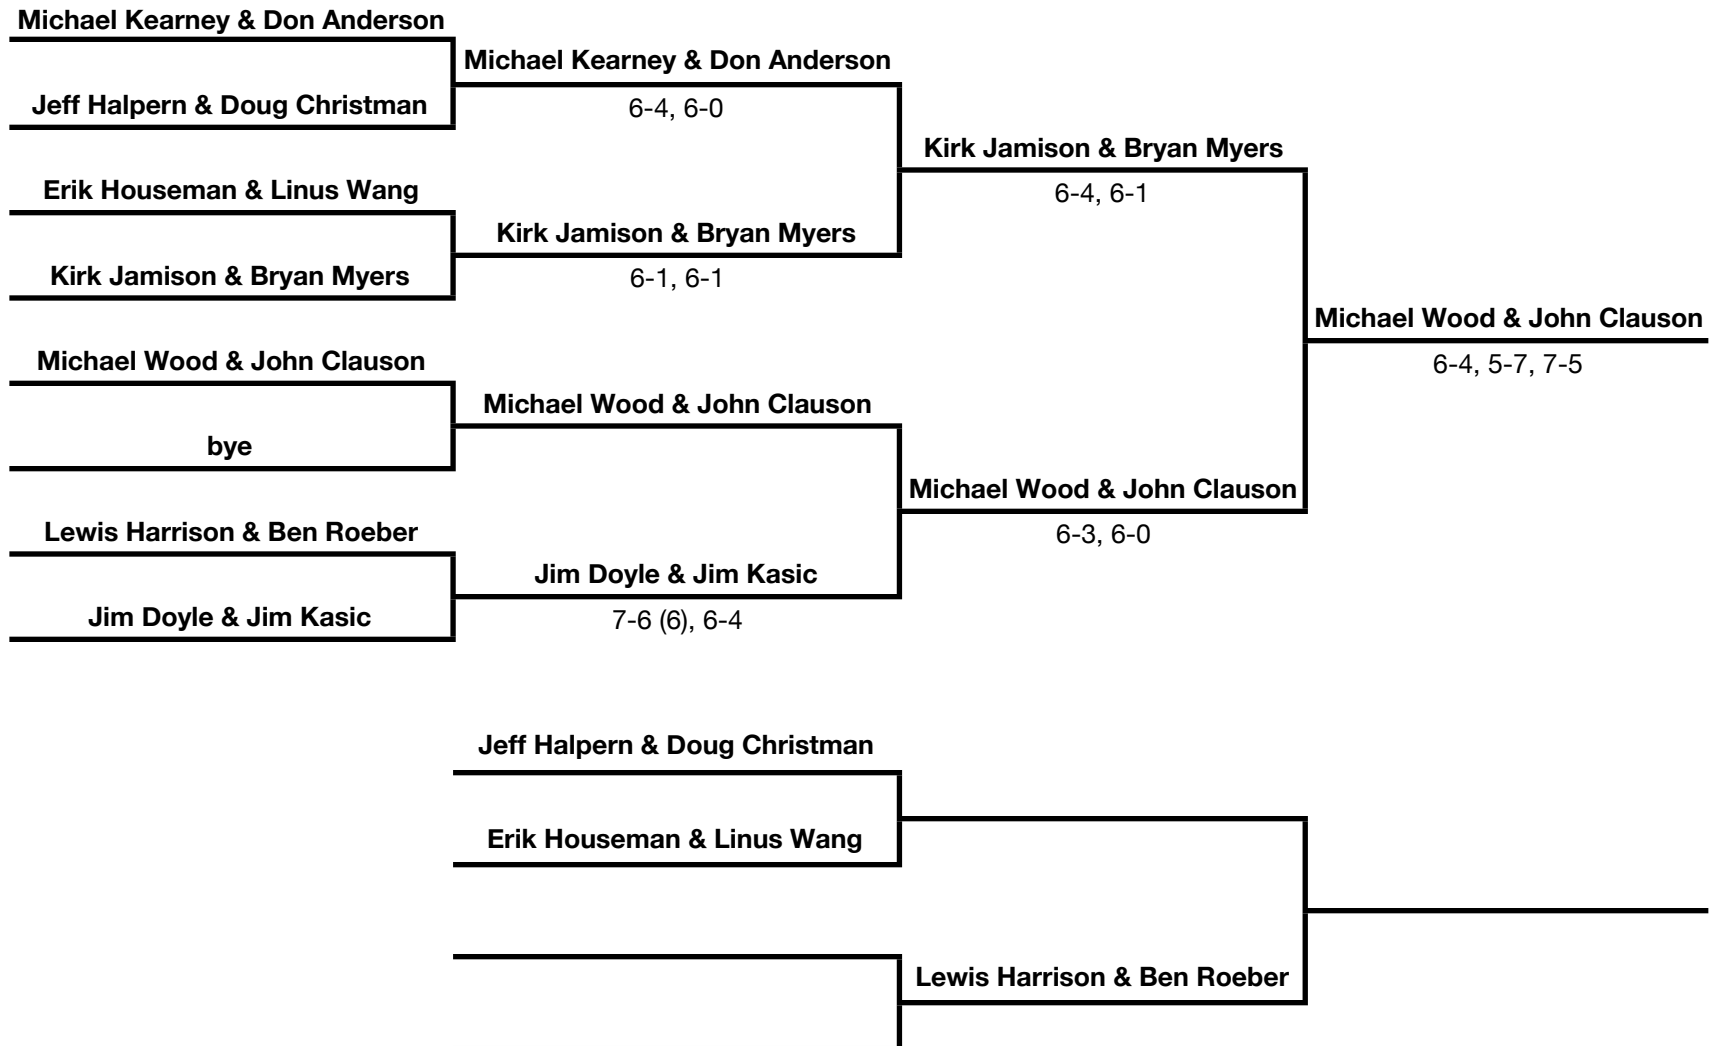 Michael Kearney & Don Anderson
Michael Kearney & Don Anderson
Jeff Halpern & Doug Christman
6-4, 6-0
Kirk Jamison & Bryan Myers
Erik Houseman & Linus Wang
6-4, 6-1
Kirk Jamison & Bryan Myers
Kirk Jamison & Bryan Myers
6-1, 6-1
Michael Wood & John Clauson
Michael Wood & John Clauson
6-4, 5-7, 7-5
Michael Wood & John Clauson
bye
Michael Wood & John Clauson
Lewis Harrison & Ben Roeber
6-3, 6-0
Jim Doyle & Jim Kasic
Jim Doyle & Jim Kasic
7-6 (6), 6-4
Jeff Halpern & Doug Christman
Erik Houseman & Linus Wang
Lewis Harrison & Ben Roeber